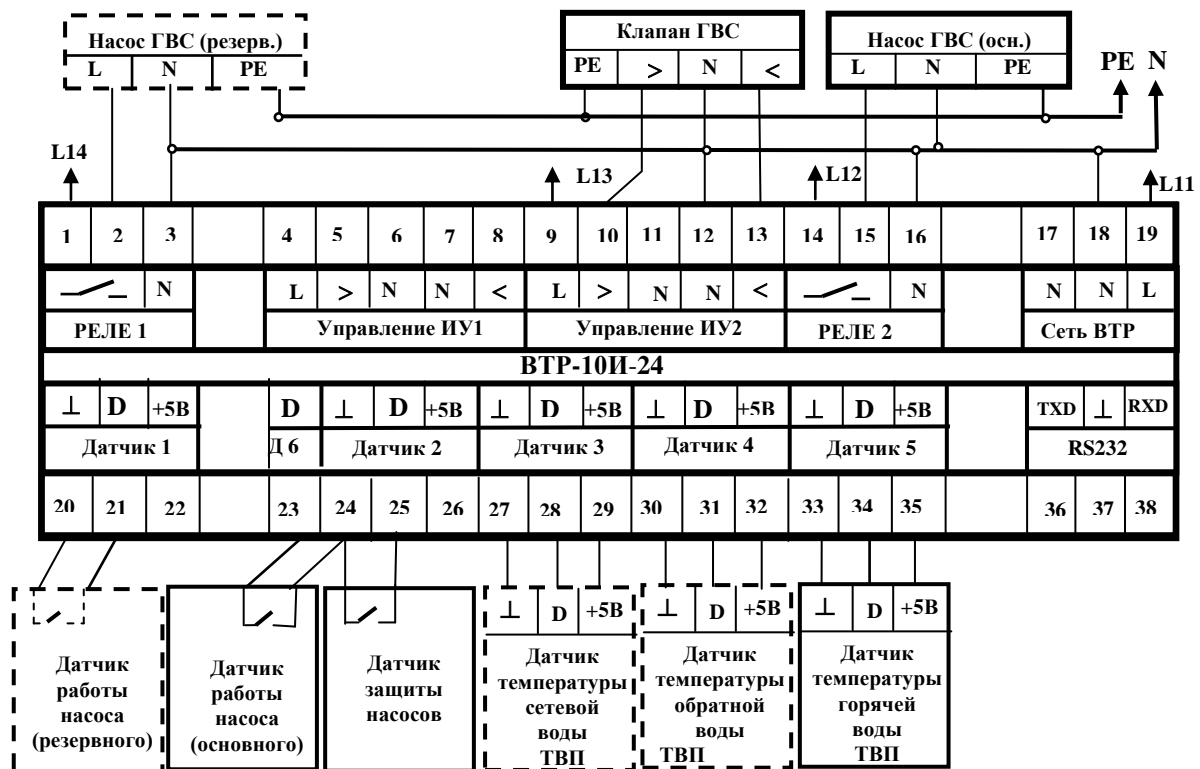 Насос ГВС (резерв.)
L N PE
Клапан ГВС
PE > N <
Насос ГВС (осн.)
L N PE
PE N
L14
L13
L12
L11
1 2 3 4 5 6 7 8 9 10 11 12 13 14 15 16 17 18 19
N L > N N < L > N N < N N N L
РЕЛЕ 1 Управление ИУ1 Управление ИУ2 РЕЛЕ 2 Сеть ВТР
ВТР-10И-24
⊥ D +5В D ⊥ D +5В ⊥ D +5В ⊥ D +5В ⊥ D +5В TXD ⊥ RXD
Датчик 1 Д 6 Датчик 2 Датчик 3 Датчик 4 Датчик 5 RS232
20 21 22 23 24 25 26 27 28 29 30 31 32 33 34 35 36 37 38
Датчик
работы
насоса
(резервного)
Датчик
работы
насоса
(основного)
Датчик
защиты
насосов
⊥ D +5В
Датчик
температуры
сетевой
воды
ТВП
⊥ D +5В
Датчик
температуры
обратной
воды
ТВП
⊥ D +5В
Датчик
температуры
горячей
воды
ТВП